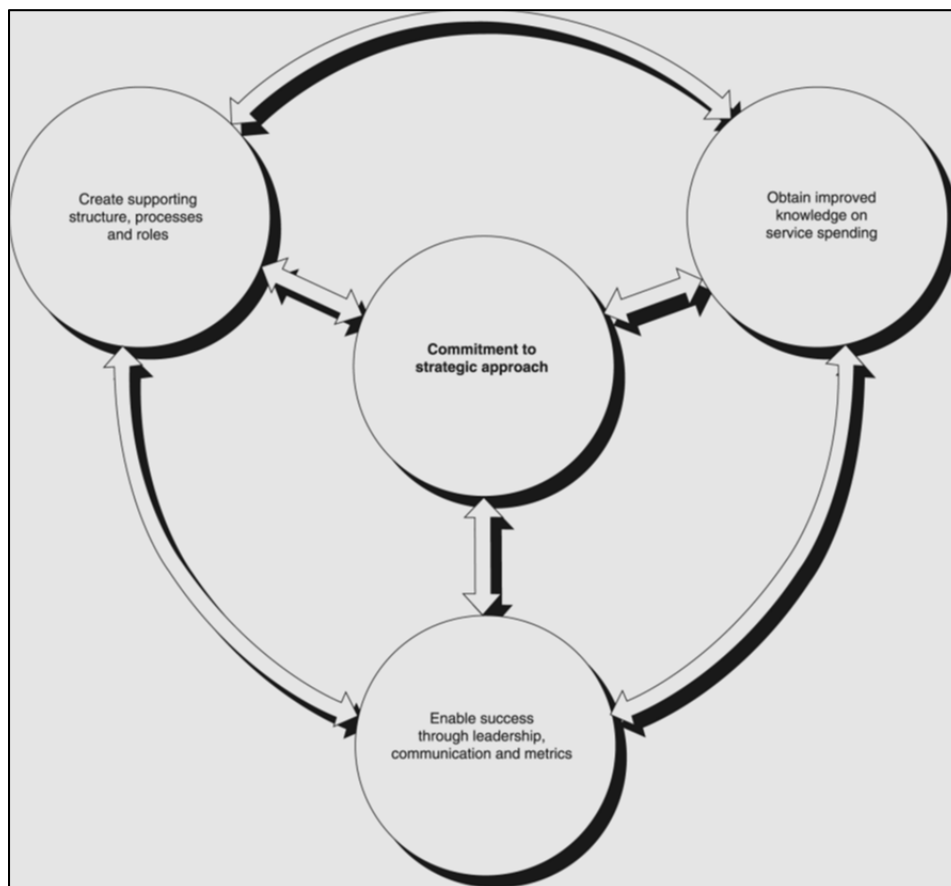 Create supporting
structure, processes
and roles
Obtain improved
knowledge on
service spending
Commitment to
strategic approach
Enable success
through leadership,
communication and metrics